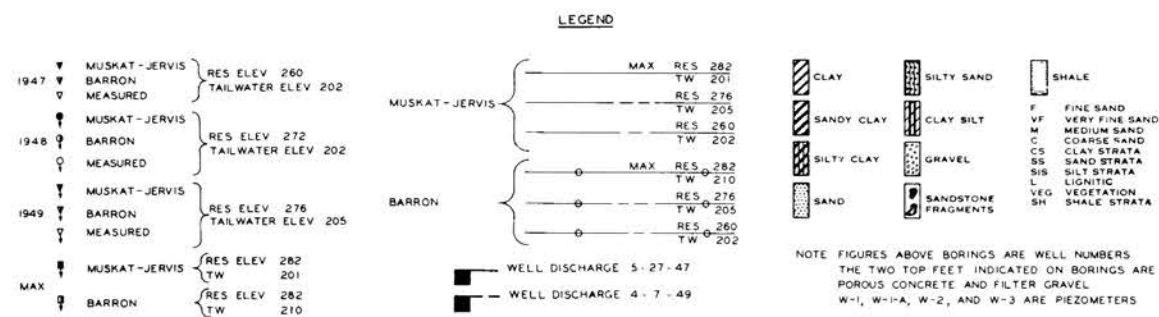 LEGEND
1947
MUSKAT-JERVIS
BARRON
MEASURED
RES ELEV 260
TAILWATER ELEV 202
1948
MUSKAT-JERVIS
BARRON
MEASURED
RES ELEV 272
TAILWATER ELEV 202
1949
MUSKAT-JERVIS
BARRON
MEASURED
RES ELEV 276
TAILWATER ELEV 205
MAX
MUSKAT-JERVIS
RES ELEV 282
TW 201
BARRON
RES ELEV 282
TW 210
MUSKAT-JERVIS
MAX RES 282
TW 201
RES 276
TW 205
RES 260
TW 202
BARRON
MAX RES 282
TW 210
RES 276
TW 205
RES 260
TW 202
WELL DISCHARGE 5-27-47
WELL DISCHARGE 4-7-49
CLAY
SANDY CLAY
SILTY CLAY
SAND
SILTY SAND
CLAY SILT
GRAVEL
SANDSTONE
FRAGMENTS
SHALE
F FINE SAND
VF VERY FINE SAND
M MEDIUM SAND
C COARSE SAND
CS CLAY STRATA
SS SAND STRATA
SIS SILT STRATA
L LIGNITIC
VEG VEGETATION
SH SHALE STRATA
NOTE FIGURES ABOVE BORINGS ARE WELL NUMBERS
THE TWO TOP FEET INDICATED ON BORINGS ARE
POROUS CONCRETE AND FILTER GRAVEL
W-1, W-1-A, W-2, AND W-3 ARE PIEZOMETERS